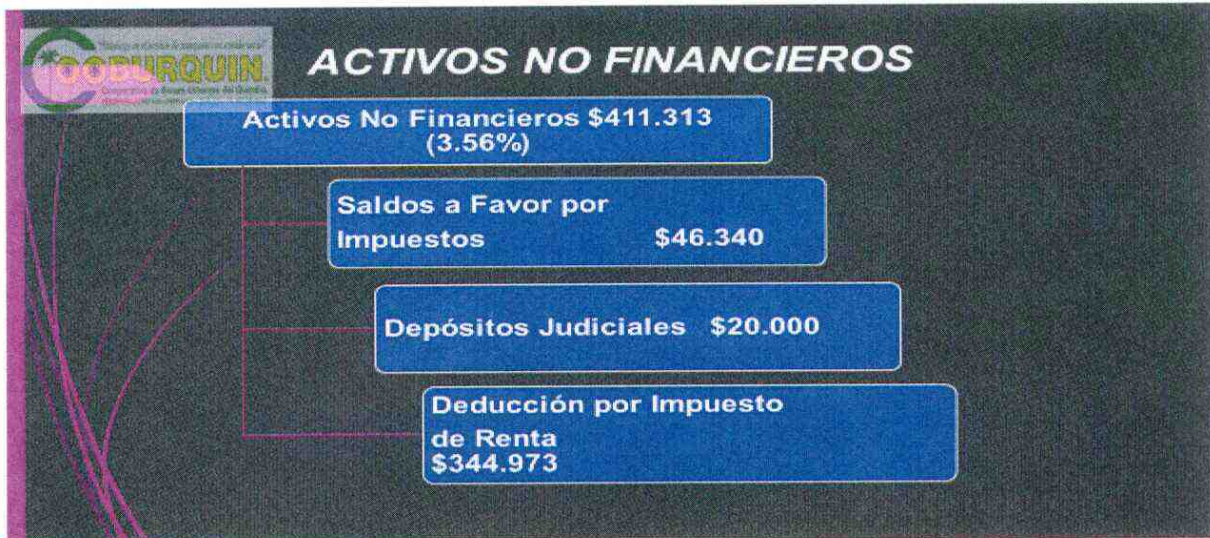 COODURQUIN.
ACTIVOS NO FINANCIEROS
Activos No Financieros $411.313
(3.56%)
Saldos a Favor por
Impuestos $46.340
Depósitos Judiciales $20.000
Deducción por Impuesto
de Renta
$344.973